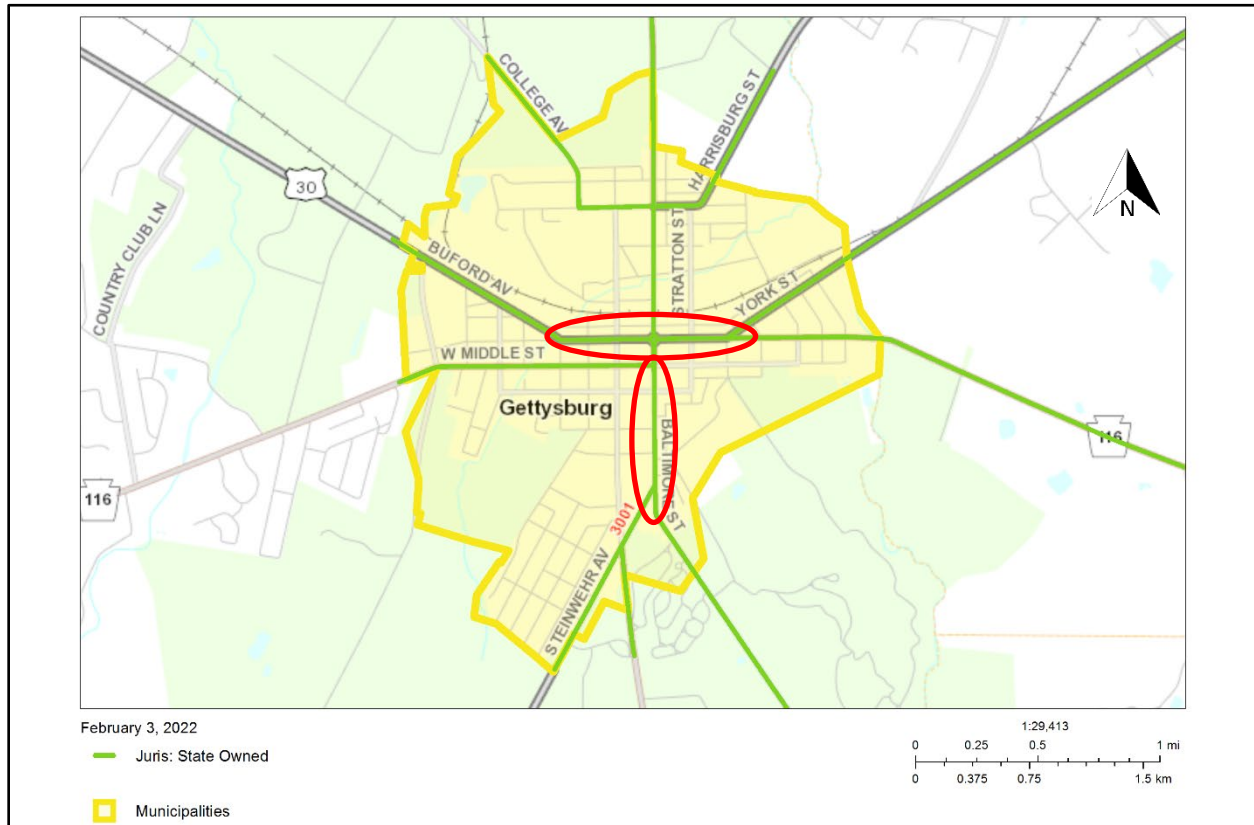 COLLEGE AV
HARRISBURG ST
30
N
COUNTRY CLUB LN
BUFORD AV
STRATTON ST
YORK ST
W MIDDLE ST
Gettysburg
BALTIMORE ST
116
116
3001
STEINWEHR AV
February 3, 2022
Juris: State Owned
Municipalities
1:29,413
0 0.25 0.5 1 mi
0 0.375 0.75 1.5 km